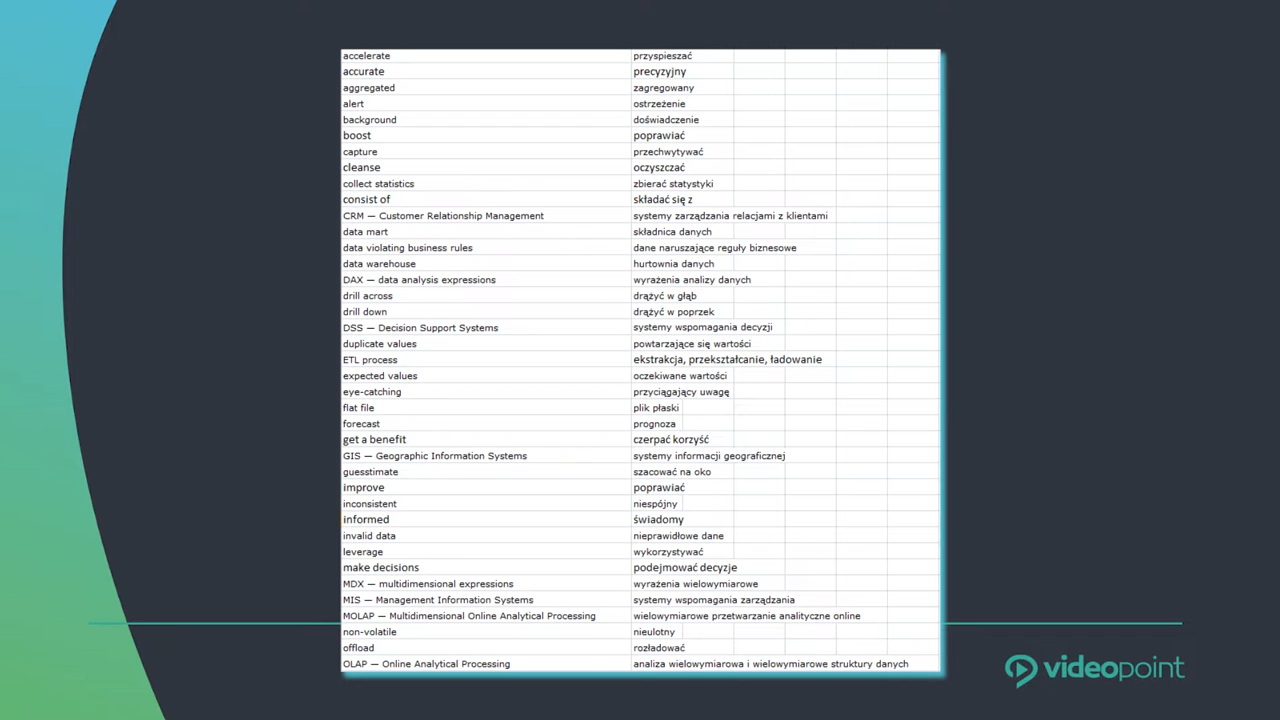 accelerate przyspieszać
accurate precyzyjny
aggregated zagregowany
alert ostrzeżenie
background doświadczenie
boost poprawiać
capture przechwytywać
cleanse oczyszczać
collect statistics zbierać statystyki
consist of składać się z
CRM — Customer Relationship Management systemy zarządzania relacjami z klientami
data mart składnica danych
data violating business rules dane naruszające reguły biznesowe
data warehouse hurtownia danych
DAX — data analysis expressions wyrażenia analizy danych
drill across drążyć w głąb
drill down drążyć w poprzek
DSS — Decision Support Systems systemy wspomagania decyzji
duplicate values powtarzające się wartości
ETL process ekstrakcja, przekształcanie, ładowanie
expected values oczekiwane wartości
eye-catching przyciągający uwagę
flat file plik płaski
forecast prognoza
get a benefit czerpać korzyść
GIS — Geographic Information Systems systemy informacji geograficznej
guesstimate szacować na oko
improve poprawiać
inconsistent niespójny
informed świadomy
invalid data nieprawidłowe dane
leverage wykorzystywać
make decisions podejmować decyzje
MDX — multidimensional expressions wyrażenia wielowymiarowe
MIS — Management Information Systems systemy wspomagania zarządzania
MOLAP — Multidimensional Online Analytical Processing wielowymiarowe przetwarzanie analityczne online
non-volatile nieulotny
offload rozładować
OLAP — Online Analytical Processing analiza wielowymiarowa i wielowymiarowe struktury danych
videopoint